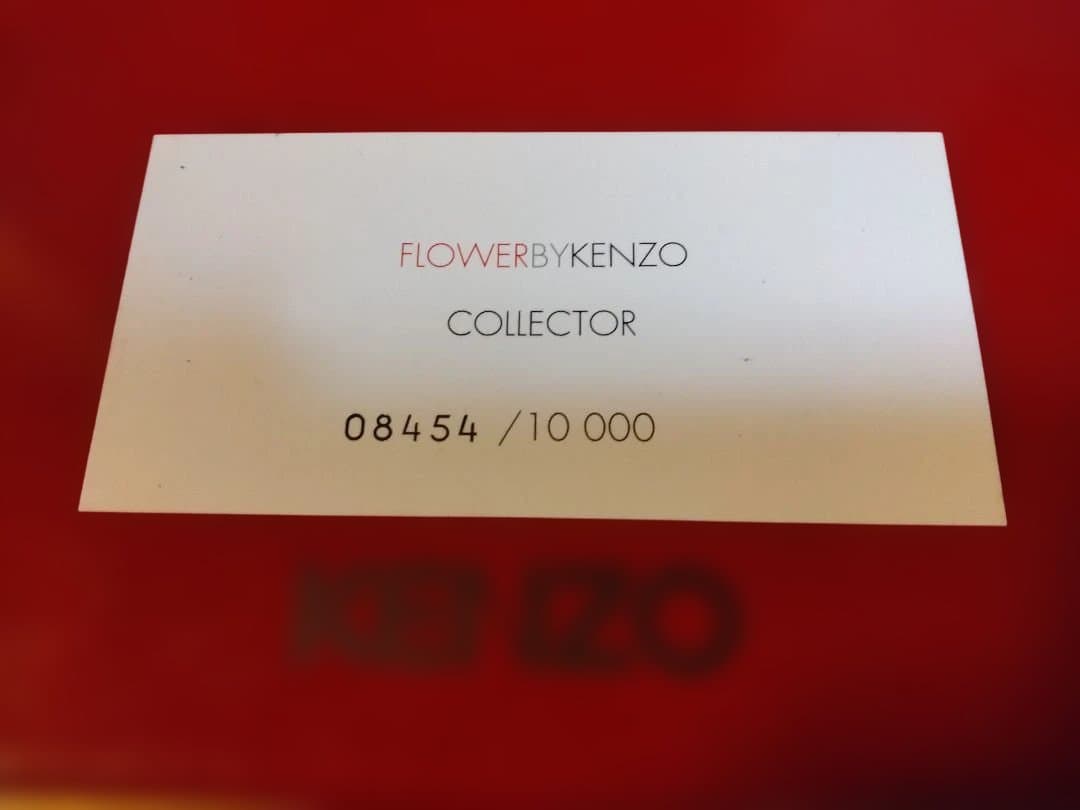 FLOWERBYKENZO
COLLECTOR
08454 /10 000
KENZO